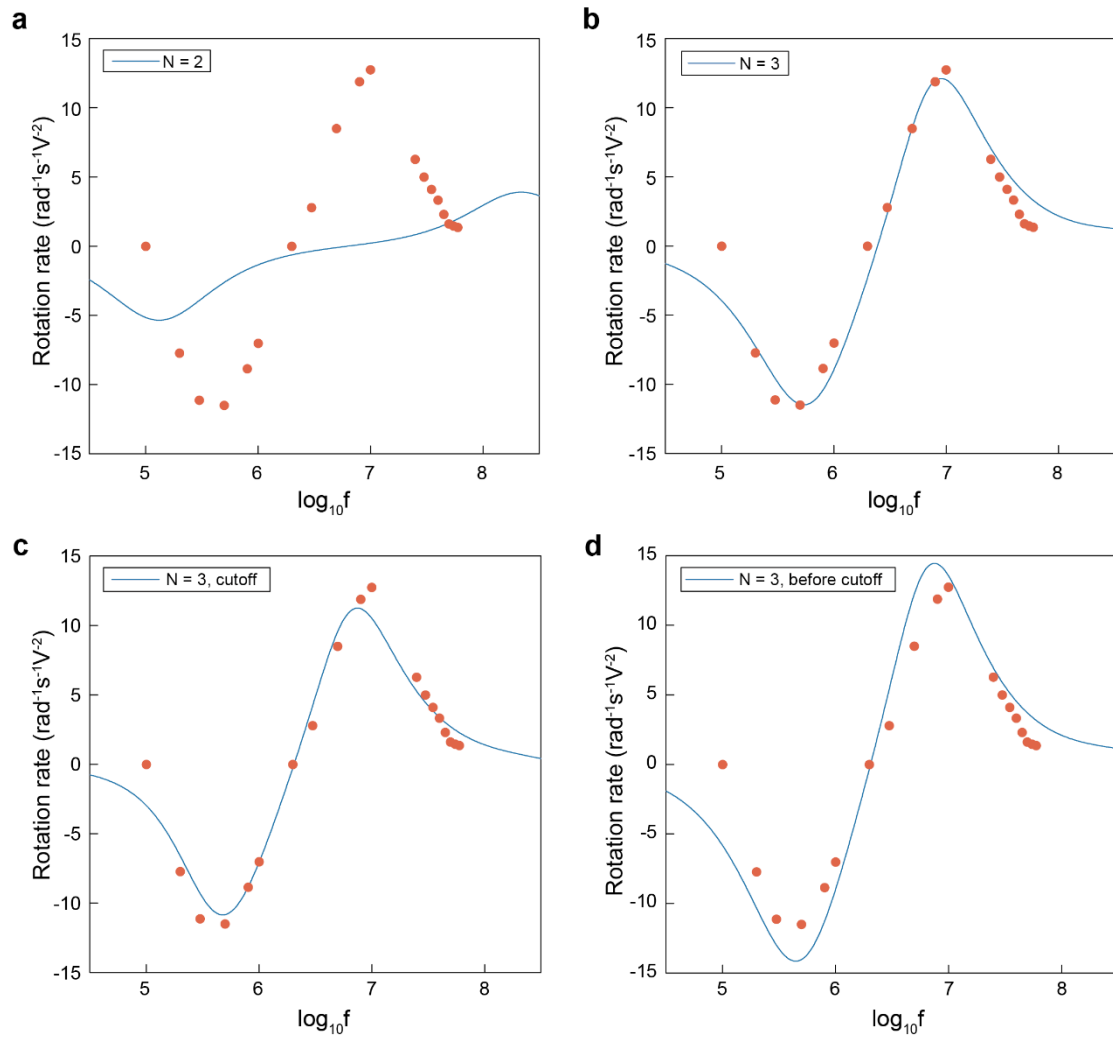 a
N = 2
Rotation rate (rad⁻¹s⁻¹V⁻²)
15
10
5
0
-5
-10
-15
5 6 7 8
log₁₀f
b
N = 3
Rotation rate (rad⁻¹s⁻¹V⁻²)
15
10
5
0
-5
-10
-15
5 6 7 8
log₁₀f
c
N = 3, cutoff
Rotation rate (rad⁻¹s⁻¹V⁻²)
15
10
5
0
-5
-10
-15
5 6 7 8
log₁₀f
d
N = 3, before cutoff
Rotation rate (rad⁻¹s⁻¹V⁻²)
15
10
5
0
-5
-10
-15
5 6 7 8
log₁₀f